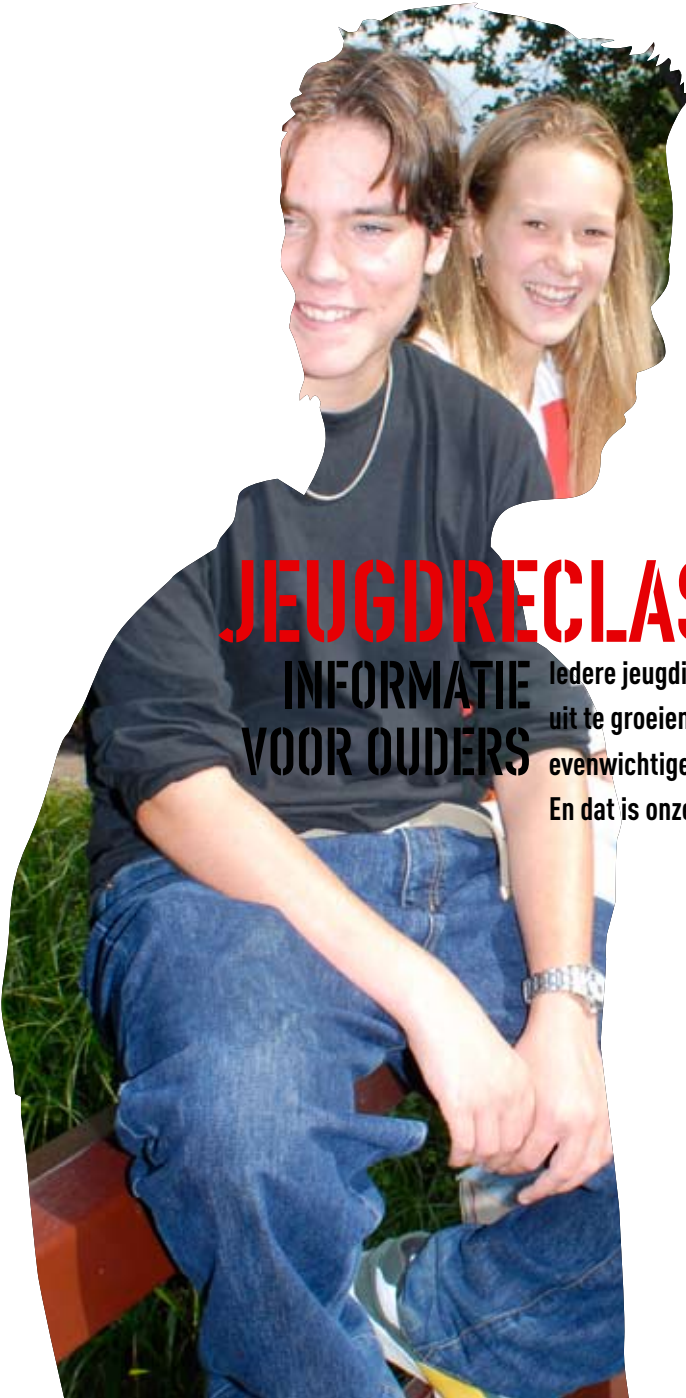 JEUGDRECLAS
INFORMATIE
VOOR OUDERS
Iedere jeugdi
uit te groeien
evenwichtige
En dat is onze